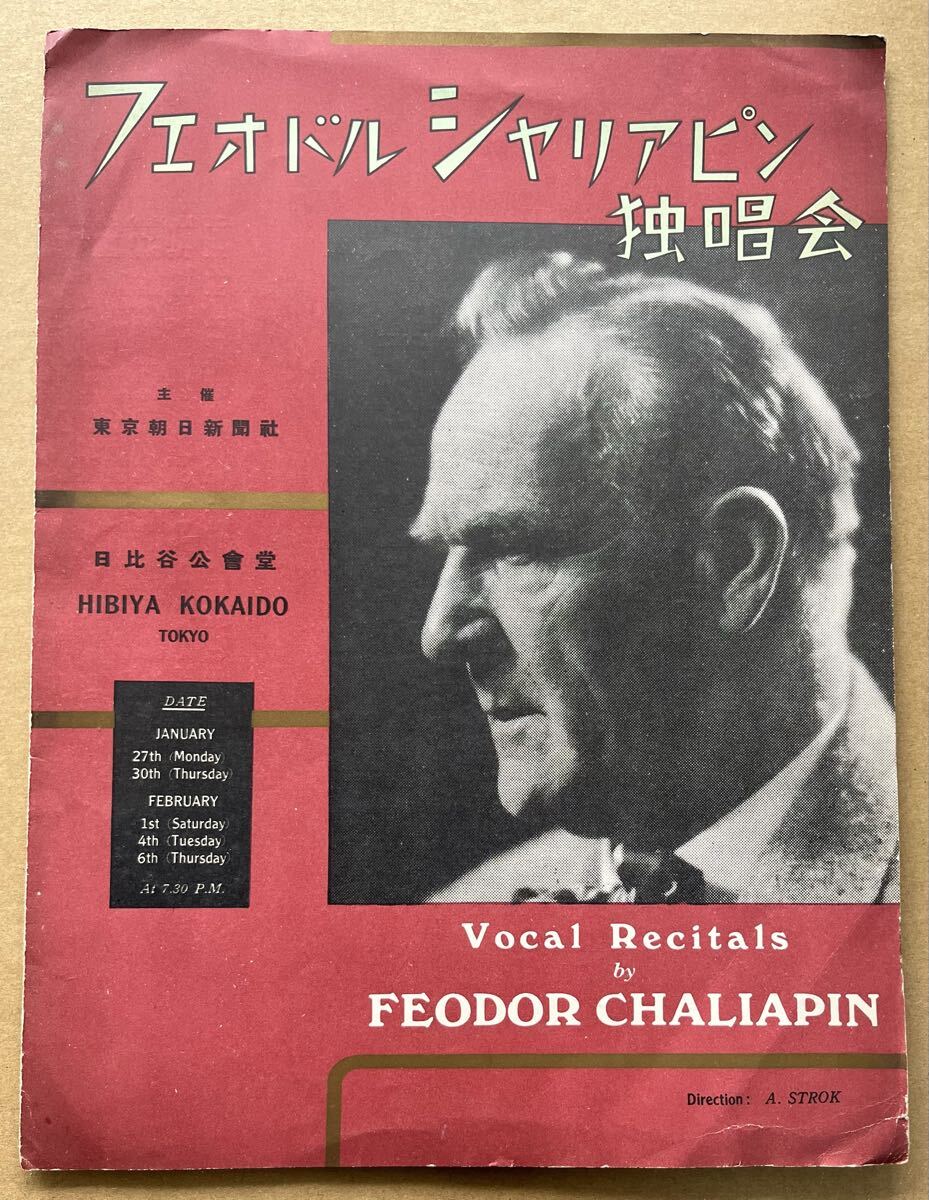 フエオドル シャリアピン
独唱会
主催
東京朝日新聞社
日比谷公會堂
HIBIYA KOKAIDO
TOKYO
DATE
JANUARY
27th (Monday)
30th (Thursday)
FEBRUARY
1st (Saturday)
4th (Tuesday)
6th (Thursday)
At 7.30 P.M.
Vocal Recitals
by
FEODOR CHALIAPIN
Direction: A. STROK